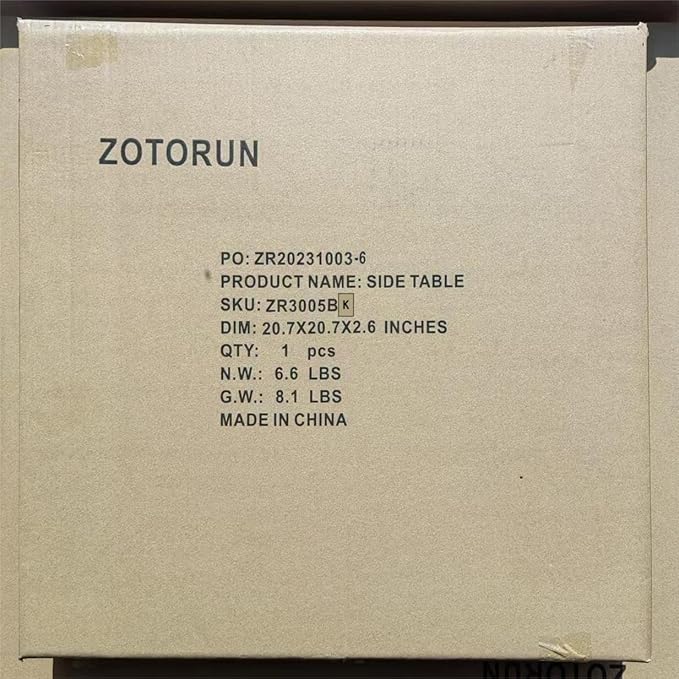 ZOTORUN
PO: ZR20231003-6
PRODUCT NAME: SIDE TABLE
SKU: ZR3005BK
DIM: 20.7X20.7X2.6 INCHES
QTY: 1 pcs
N.W.: 6.6 LBS
G.W.: 8.1 LBS
MADE IN CHINA
ZOTORUN